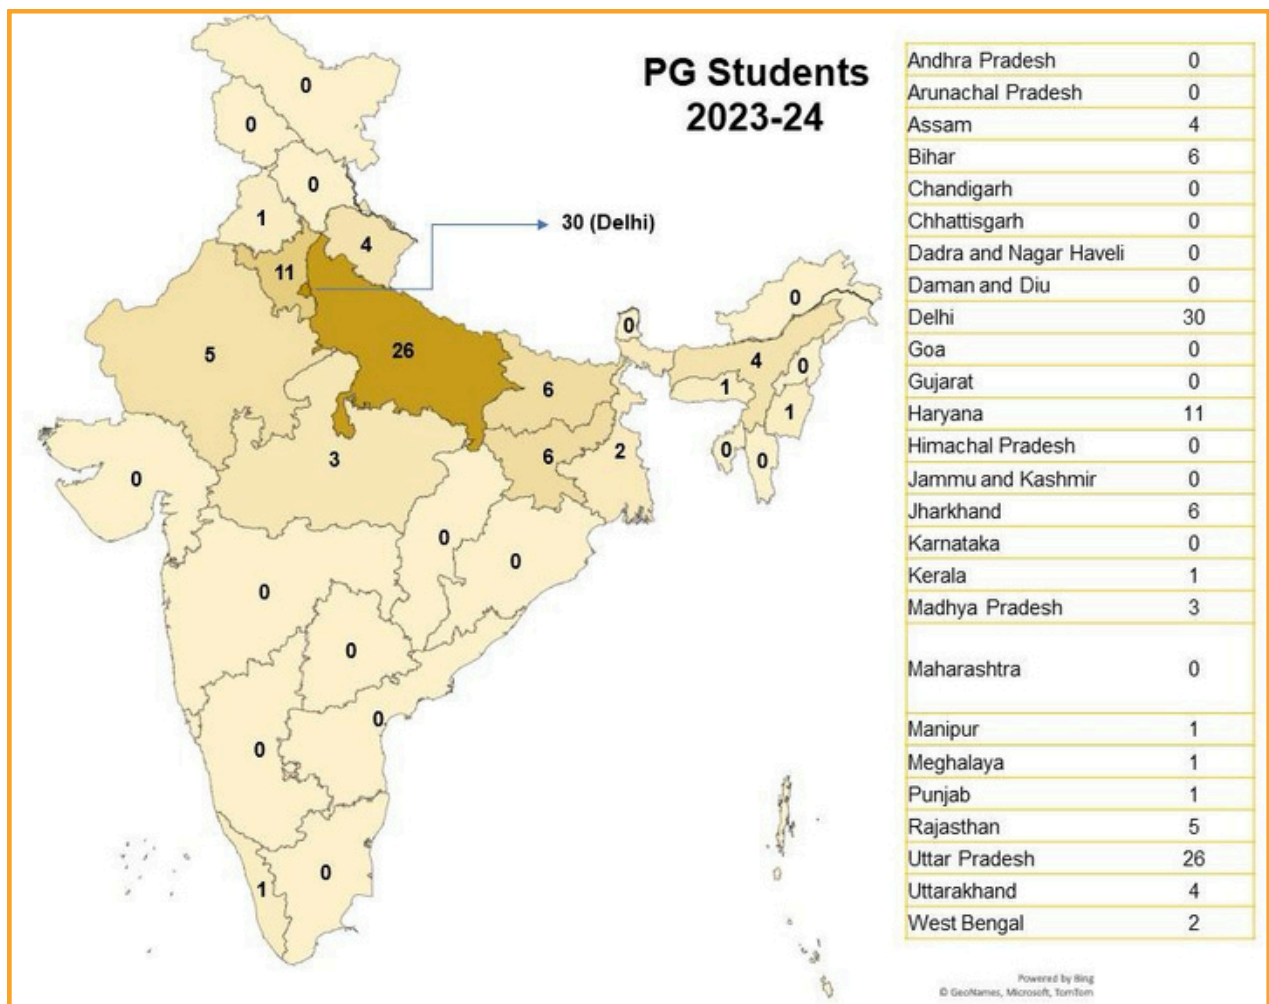 PG Students
2023-24
0
0
0
1
30 (Delhi)
4
11
0
0
5
26
4
0
1
6
1
3
6
2
0
0
0
0
0
0
0
0
0
0
1
Andhra Pradesh 0
Arunachal Pradesh 0
Assam 4
Bihar 6
Chandigarh 0
Chhattisgarh 0
Dadra and Nagar Haveli 0
Daman and Diu 0
Delhi 30
Goa 0
Gujarat 0
Haryana 11
Himachal Pradesh 0
Jammu and Kashmir 0
Jharkhand 6
Karnataka 0
Kerala 1
Madhya Pradesh 3
Maharashtra 0
Manipur 1
Meghalaya 1
Punjab 1
Rajasthan 5
Uttar Pradesh 26
Uttarakhand 4
West Bengal 2
Powered by Bing
© GeoNames, Microsoft, TomTom